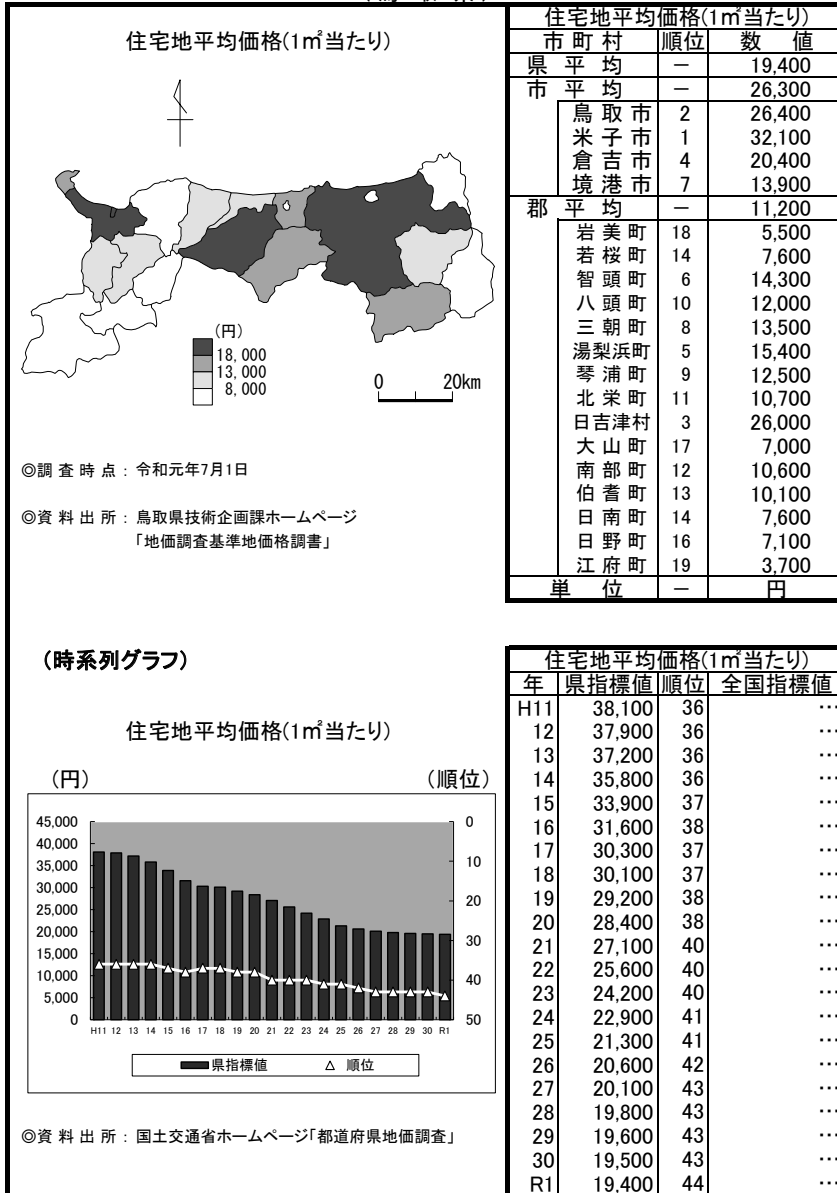 住宅地平均価格(1㎡当たり)
(円)
18,000
13,000
8,000
0 20km
◎調 査 時 点 : 令和元年7月1日
◎資 料 出 所 : 鳥取県技術企画課ホームページ
「地価調査基準地価格調書」
住宅地平均価格(1㎡当たり)
市 町 村 順位 数 値
県 平 均 － 19,400
市 平 均 － 26,300
鳥 取 市 2 26,400
米 子 市 1 32,100
倉 吉 市 4 20,400
境 港 市 7 13,900
郡 平 均 － 11,200
岩 美 町 18 5,500
若 桜 町 14 7,600
智 頭 町 6 14,300
八 頭 町 10 12,000
三 朝 町 8 13,500
湯梨浜町 5 15,400
琴 浦 町 9 12,500
北 栄 町 11 10,700
日吉津村 3 26,000
大 山 町 17 7,000
南 部 町 12 10,600
伯 耆 町 13 10,100
日 南 町 14 7,600
日 野 町 16 7,100
江 府 町 19 3,700
単 位 － 円
(時系列グラフ)
住宅地平均価格(1㎡当たり)
(円) (順位)
45,000 0
40,000
35,000 10
30,000
25,000 20
20,000
15,000 30
10,000 40
5,000
0 50
H11 12 13 14 15 16 17 18 19 20 21 22 23 24 25 26 27 28 29 30 R1
県指標値 △ 順位
◎資 料 出 所 : 国土交通省ホームページ「都道府県地価調査」
住宅地平均価格(1㎡当たり)
年 県指標値 順位 全国指標値
H11 38,100 36 …
12 37,900 36 …
13 37,200 36 …
14 35,800 36 …
15 33,900 37 …
16 31,600 38 …
17 30,300 37 …
18 30,100 37 …
19 29,200 38 …
20 28,400 38 …
21 27,100 40 …
22 25,600 40 …
23 24,200 40 …
24 22,900 41 …
25 21,300 41 …
26 20,600 42 …
27 20,100 43 …
28 19,800 43 …
29 19,600 43 …
30 19,500 43 …
R1 19,400 44 …